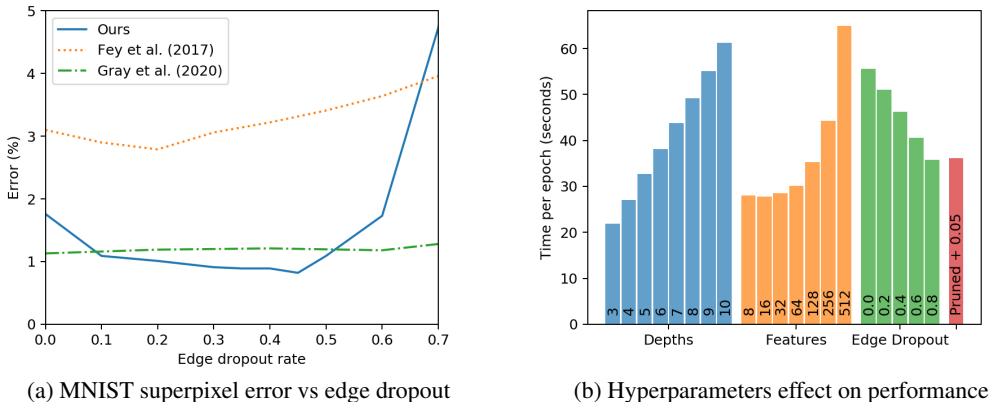 5
4
3
2
1
0
Error (%)
Ours
Fey et al. (2017)
Gray et al. (2020)
0.0 0.1 0.2 0.3 0.4 0.5 0.6 0.7
Edge dropout rate
(a) MNIST superpixel error vs edge dropout
60
50
40
30
20
10
0
Time per epoch (seconds)
3 4 5 6 7 8 9 10
8 16 32 64 128 256 512
0.0 0.2 0.4 0.6 0.8
Pruned + 0.05
Depths Features Edge Dropout
(b) Hyperparameters effect on performance